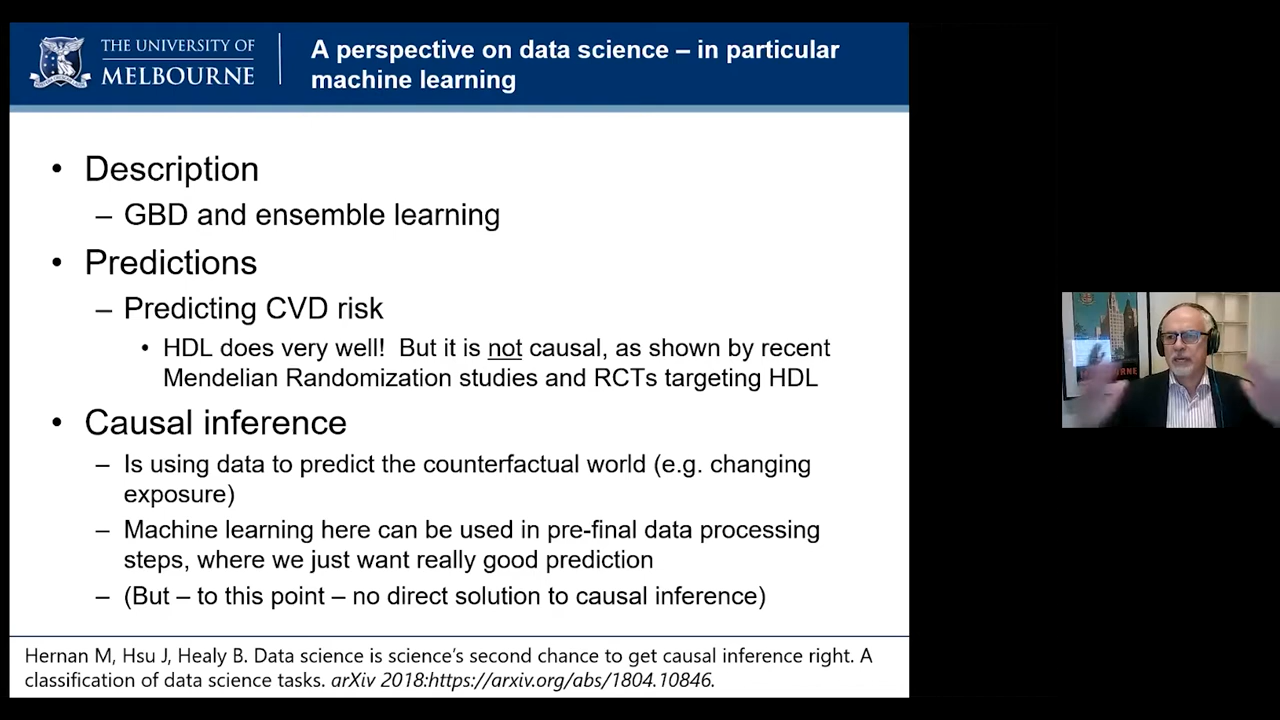 THE UNIVERSITY OF
MELBOURNE
A perspective on data science – in particular
machine learning
• Description
– GBD and ensemble learning
• Predictions
– Predicting CVD risk
• HDL does very well! But it is not causal, as shown by recent
Mendelian Randomization studies and RCTs targeting HDL
• Causal inference
– Is using data to predict the counterfactual world (e.g. changing
exposure)
– Machine learning here can be used in pre-final data processing
steps, where we just want really good prediction
– (But – to this point – no direct solution to causal inference)
Hernan M, Hsu J, Healy B. Data science is science's second chance to get causal inference right. A
classification of data science tasks. arXiv 2018:https://arxiv.org/abs/1804.10846.